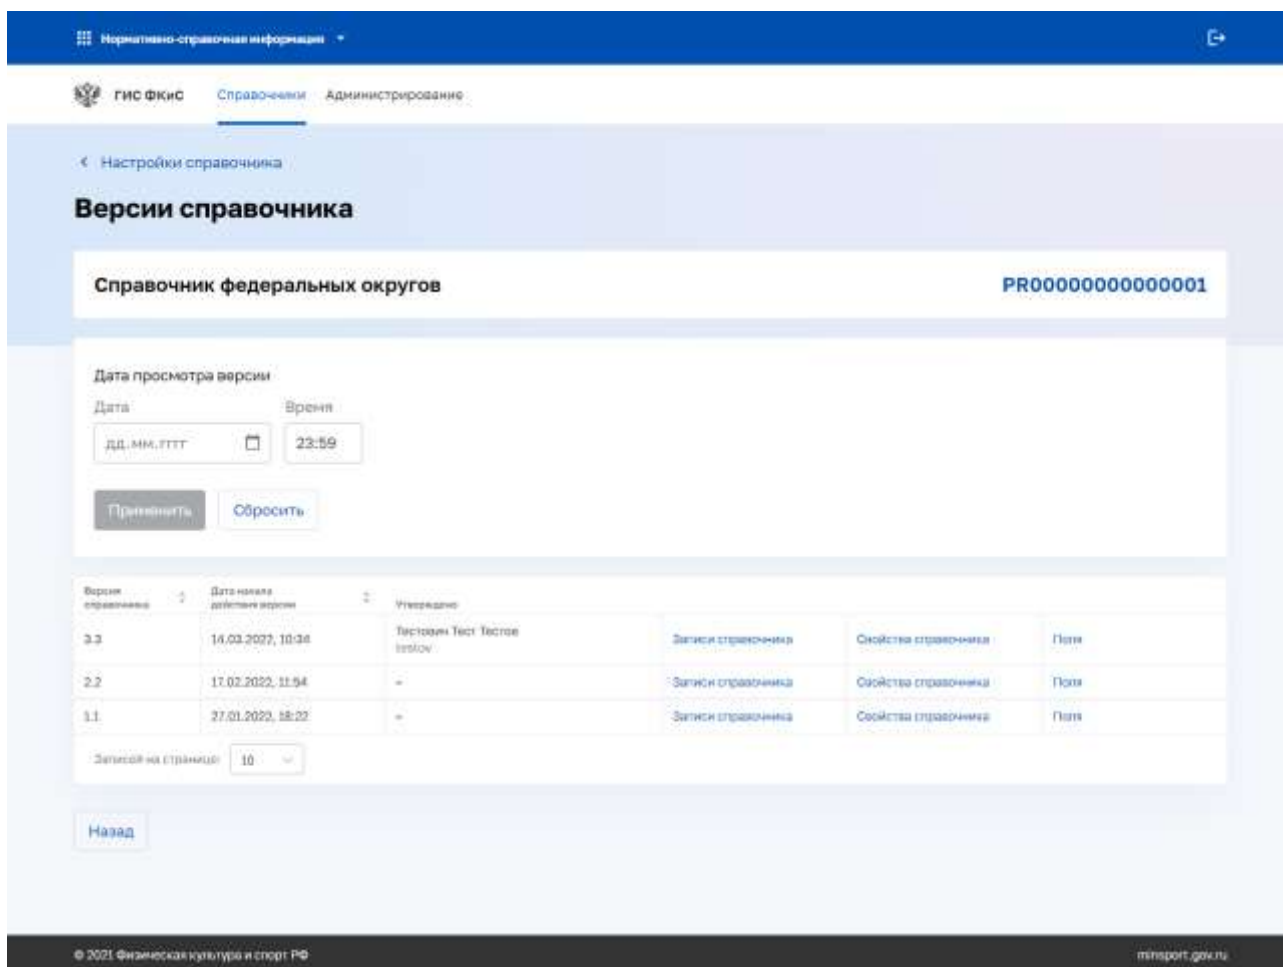 Нормативно-справочная информация
ГИС ФКиС Справочники Администрирование
Настройки справочника
Версии справочника
Справочник федеральных округов PR00000000000001
Дата просмотра версии
Дата Время
дд.мм.гггг 23:59
Применить Сбросить
Версия справочника Дата начала действия версии Утверждено
3.3 14.03.2022, 10:34 Тестович Тест Тестов testov Записи справочника Свойства справочника Поля
2.2 17.02.2022, 11:54 – Записи справочника Свойства справочника Поля
1.1 27.01.2022, 18:22 – Записи справочника Свойства справочника Поля
Записей на странице: 10
Назад
© 2021 Физическая культура и спорт РФ minsport.gov.ru